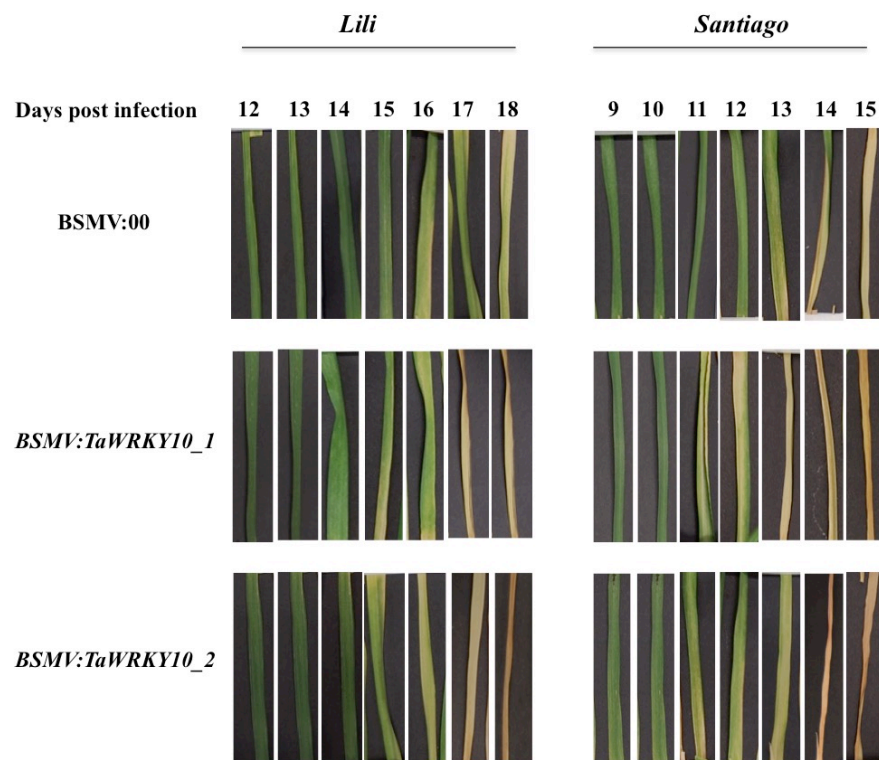 Lili Santiago
Days post infection 12 13 14 15 16 17 18 9 10 11 12 13 14 15
BSMV:00
BSMV:TaWRKY10_1
BSMV:TaWRKY10_2